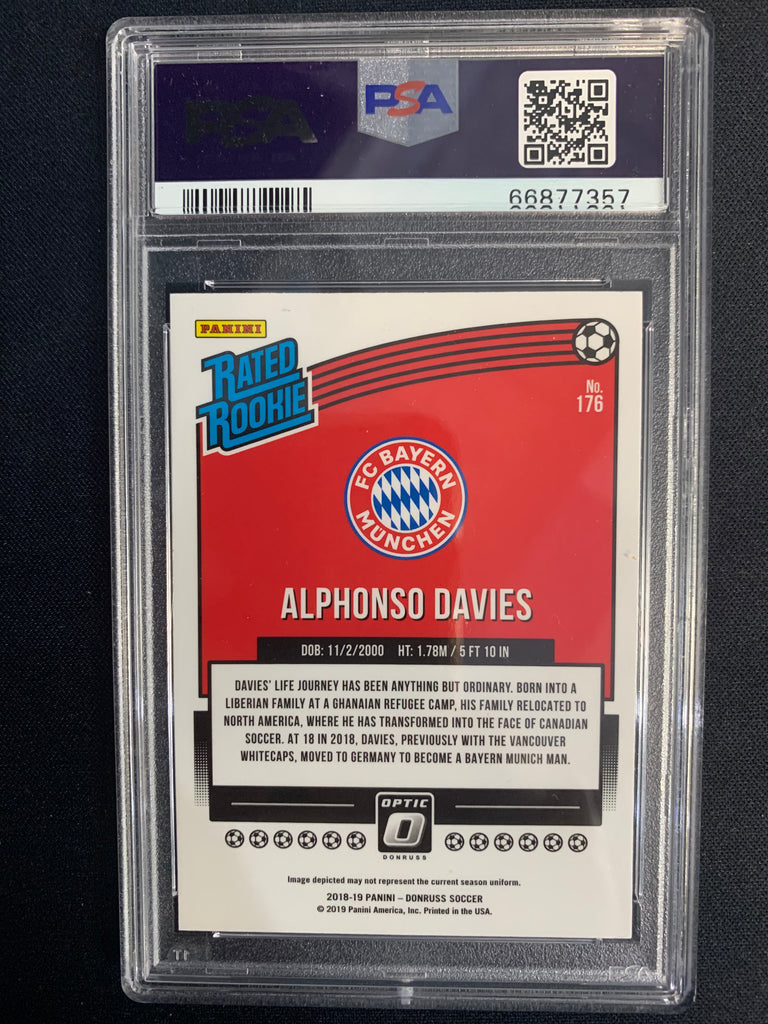 PSA
PSA
66877357
PANINI
RATED
ROOKIE
No.
176
FC BAYERN
MÜNCHEN
ALPHONSO DAVIES
DOB: 11/2/2000 HT: 1.78M / 5 FT 10 IN
DAVIES' LIFE JOURNEY HAS BEEN ANYTHING BUT ORDINARY. BORN INTO A
LIBERIAN FAMILY AT A GHANAIAN REFUGEE CAMP, HIS FAMILY RELOCATED TO
NORTH AMERICA, WHERE HE HAS TRANSFORMED INTO THE FACE OF CANADIAN
SOCCER. AT 18 IN 2018, DAVIES, PREVIOUSLY WITH THE VANCOUVER
WHITECAPS, MOVED TO GERMANY TO BECOME A BAYERN MUNICH MAN.
OPTIC
O
DONRUSS
Image depicted may not represent the current season uniform.
2018-19 PANINI – DONRUSS SOCCER
© 2019 Panini America, Inc. Printed in the USA.
PSA